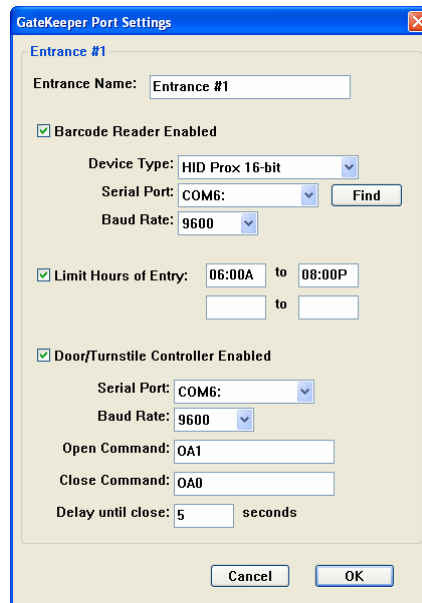 GateKeeper Port Settings
Entrance #1
Entrance Name: Entrance #1
Barcode Reader Enabled
Device Type: HID Prox 16-bit
Serial Port: COM6: Find
Baud Rate: 9600
Limit Hours of Entry: 06:00A to 08:00P
to
Door/Turnstile Controller Enabled
Serial Port: COM6:
Baud Rate: 9600
Open Command: OA1
Close Command: OA0
Delay until close: 5 seconds
Cancel OK